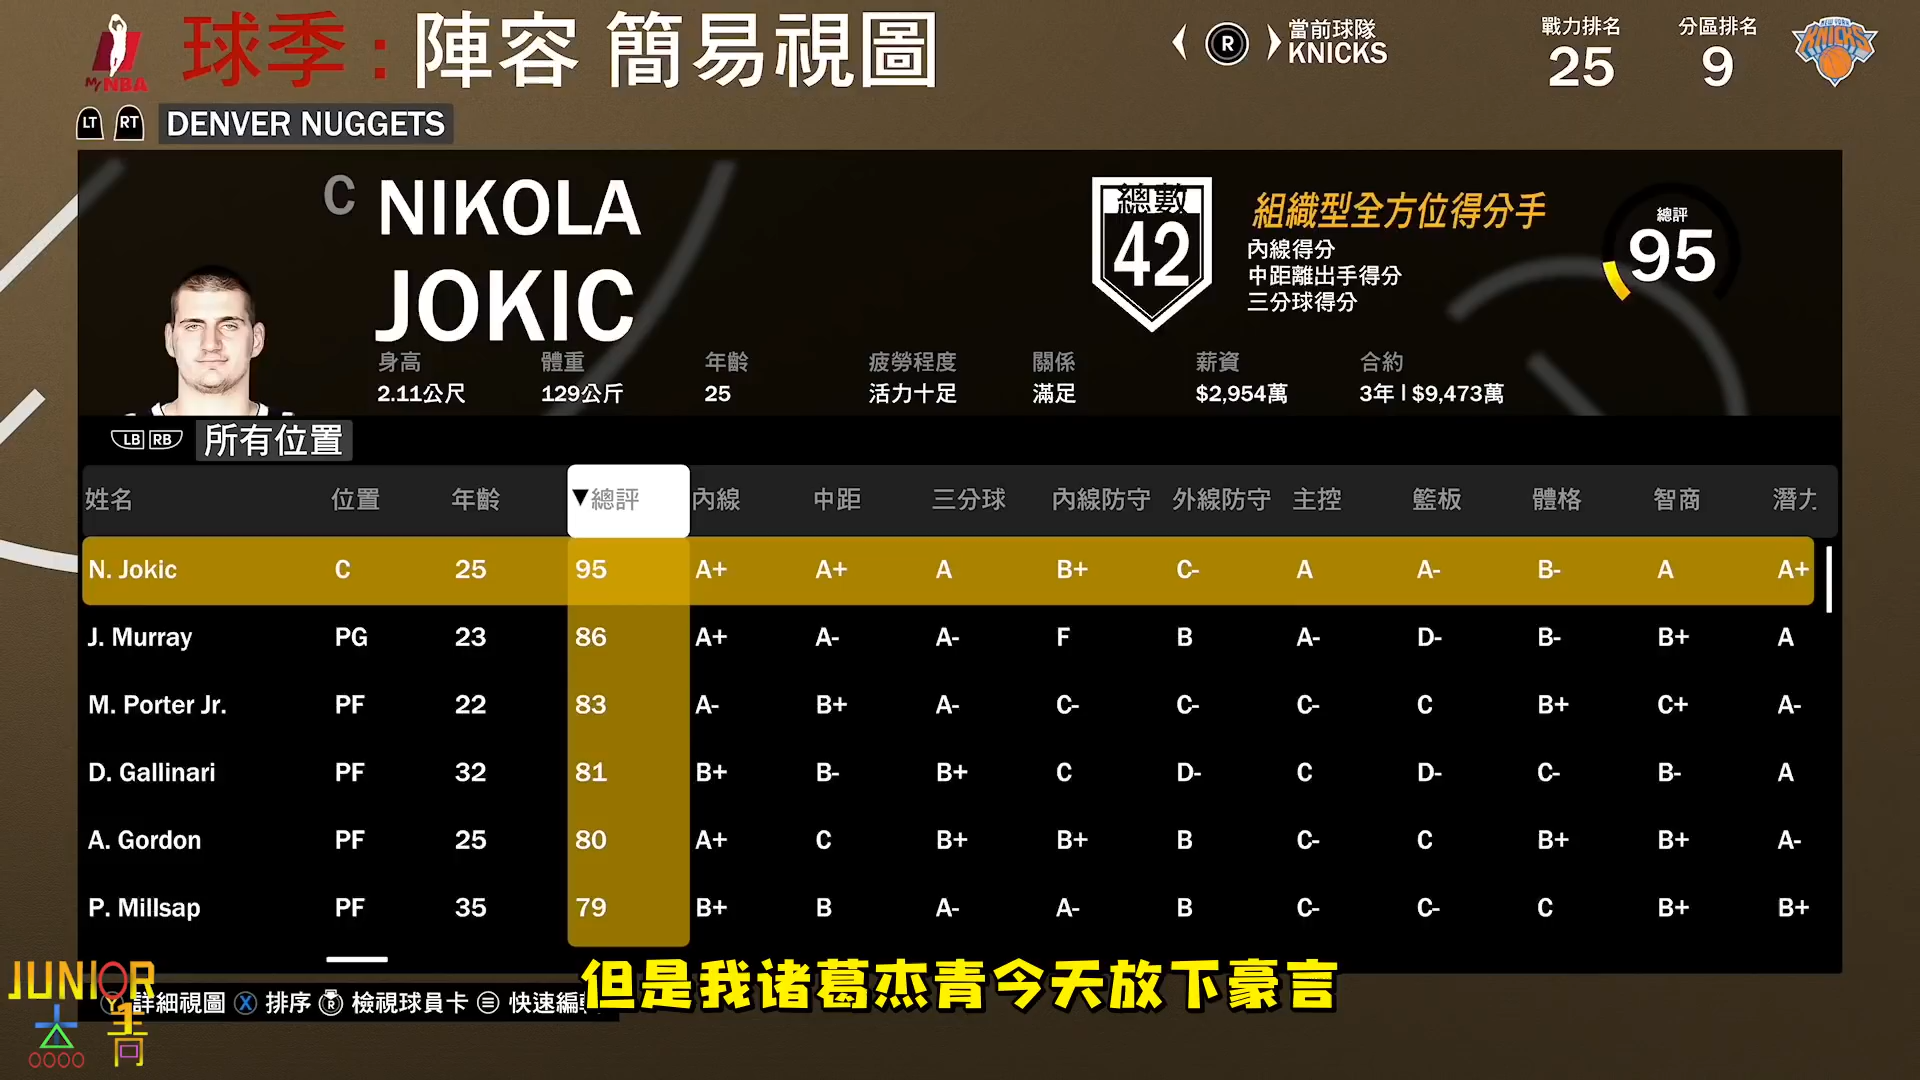 球季 : 陣容 簡易視圖
My NBA
R
當前球隊
KNICKS
戰力排名
25
分區排名
9
NEW YORK
KNICKS
LT RT DENVER NUGGETS
C NIKOLA
JOKIC
總數
42
組織型全方位得分手
內線得分
中距離出手得分
三分球得分
總評
95
身高 體重 年齡 疲勞程度 關係 薪資 合約
2.11公尺 129公斤 25 活力十足 滿足 $2,954萬 3年 | $9,473萬
LB RB 所有位置
姓名 位置 年齡 ▼總評 內線 中距 三分球 內線防守 外線防守 主控 籃板 體格 智商 潛力
N. Jokic C 25 95 A+ A+ A B+ C- A A- B- A A+
J. Murray PG 23 86 A+ A- A- F B A- D- B- B+ A
M. Porter Jr. PF 22 83 A- B+ A- C- C- C- C B+ C+ A-
D. Gallinari PF 32 81 B+ B- B+ C D- C D- C- B- A
A. Gordon PF 25 80 A+ C B+ B+ B C- C B+ B+ A-
P. Millsap PF 35 79 B+ B A- A- B C- C- C B+ B+
但是我诸葛杰青今天放下豪言
JUNIOR
Y 詳細視圖 X 排序 R 檢視球員卡 快速編